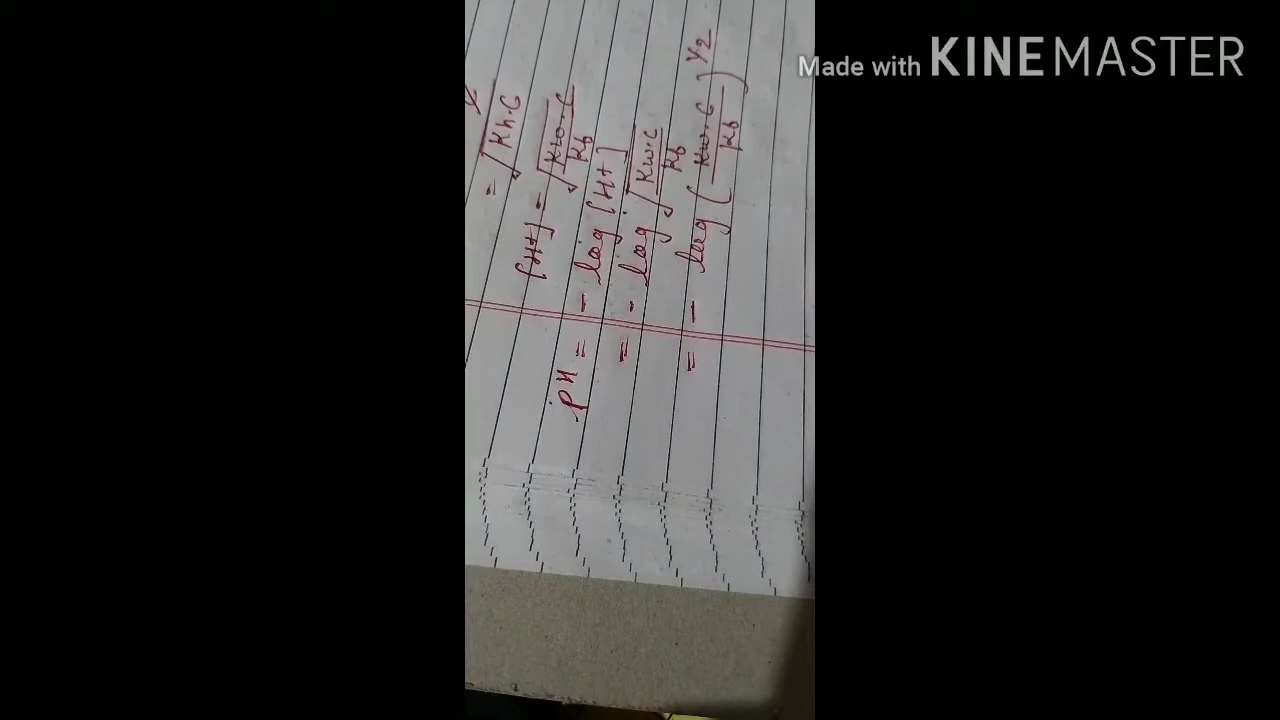 = √Kh.C
[H+] = √Kw.C/Kb
pH = - log [H+]
= - log √Kw.C/Kb
= - log (Kw.C/Kb)^1/2
Made with KINEMASTER